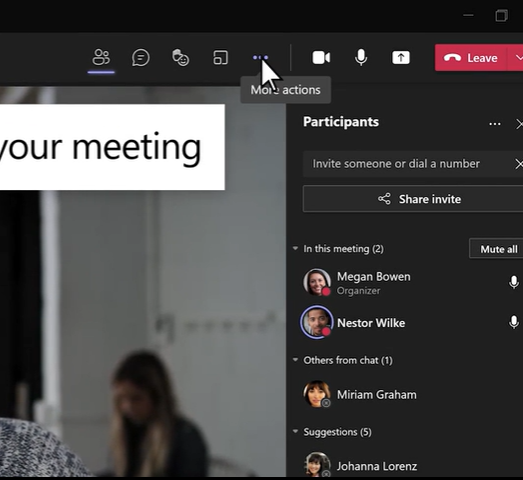 Leave
More actions
your meeting
Participants
Invite someone or dial a number
Share invite
In this meeting (2)
Mute all
Megan Bowen
Organizer
Nestor Wilke
Others from chat (1)
Miriam Graham
Suggestions (5)
Johanna Lorenz